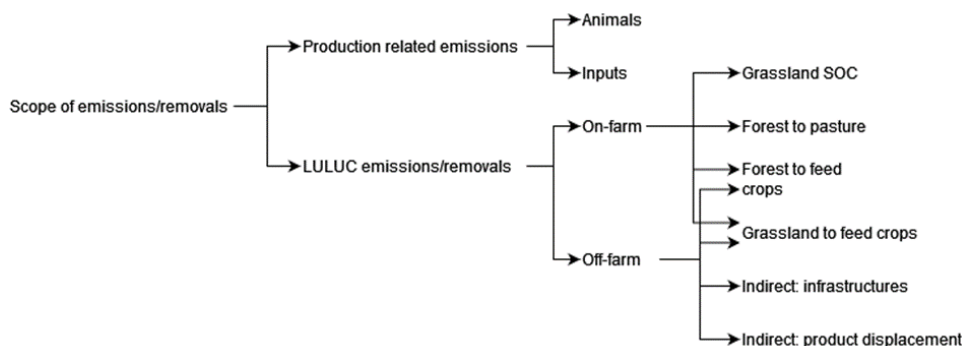 Animals
Production related emissions
Inputs
Grassland SOC
Scope of emissions/removals
On-farm
Forest to pasture
LULUC emissions/removals
Forest to feed
crops
Grassland to feed crops
Off-farm
Indirect: infrastructures
Indirect: product displacement